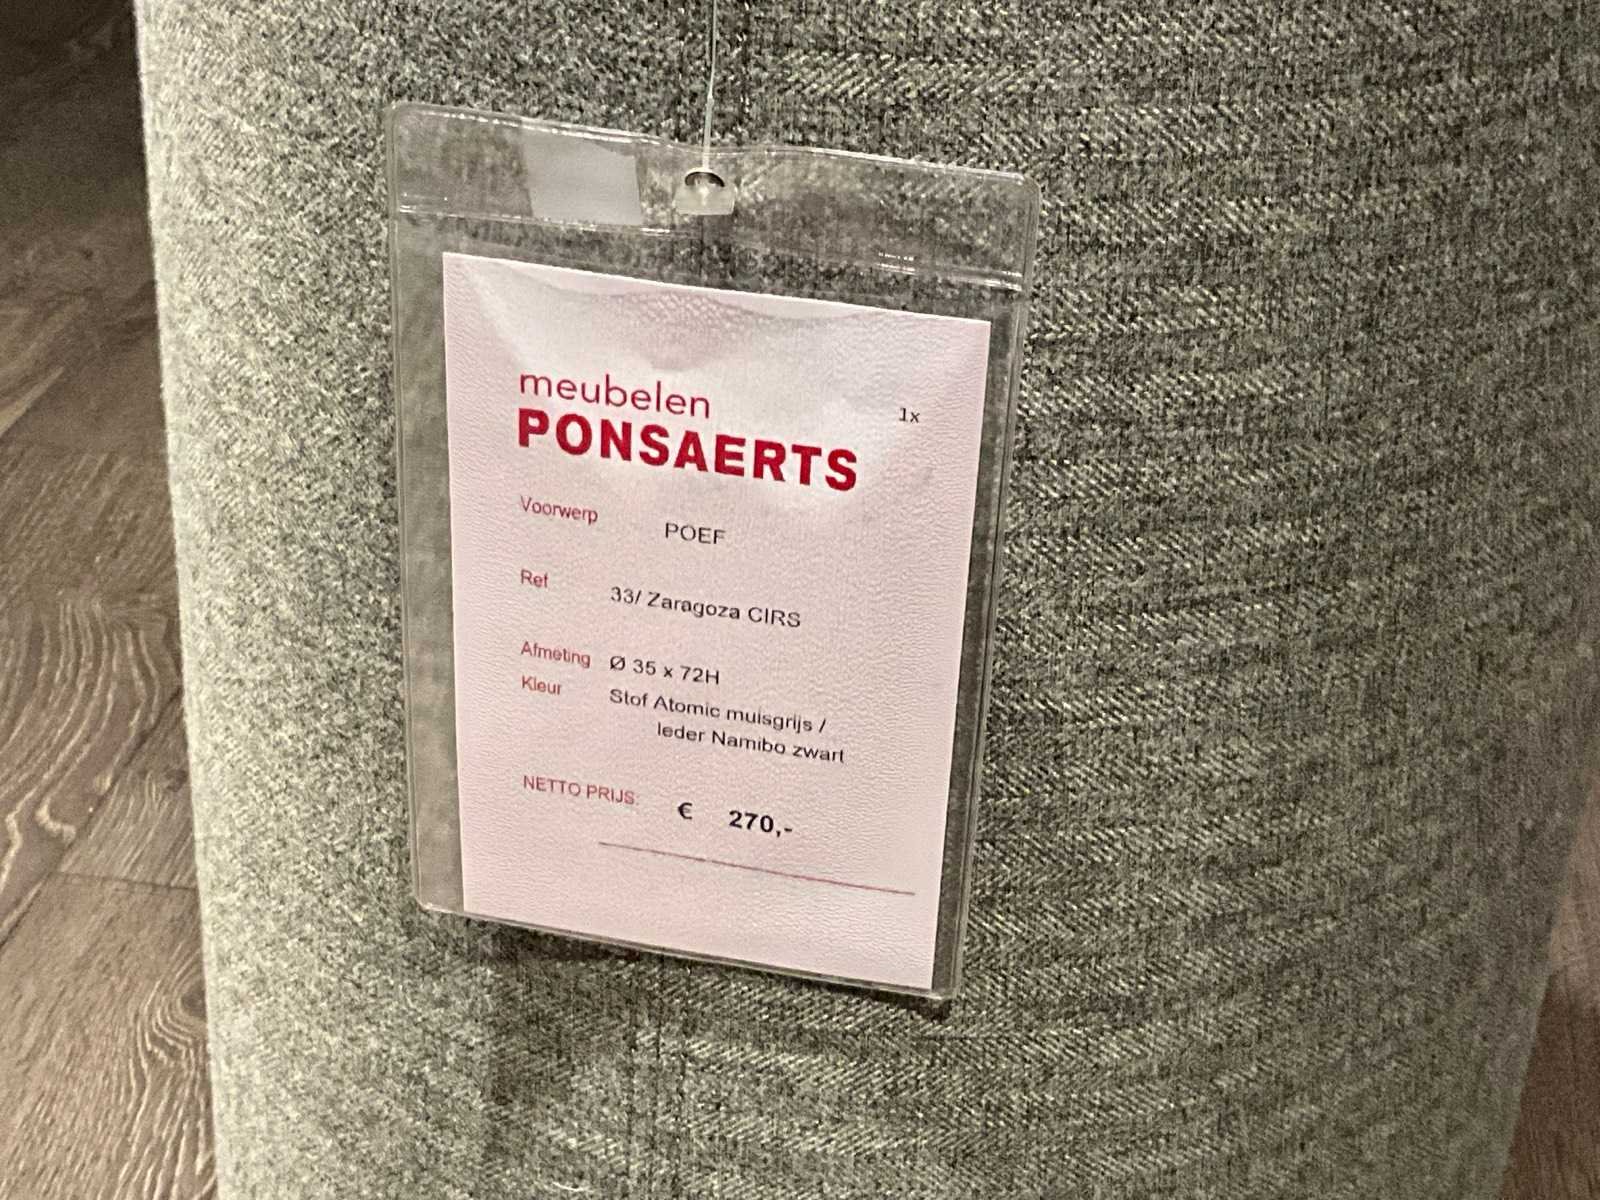 meubelen
1x
PONSAERTS
Voorwerp POEF
Ref 33/ Zaragoza CIRS
Afmeting Ø 35 x 72H
Kleur Stof Atomic muisgrijs /
leder Namibo zwart
NETTO PRIJS: € 270,-